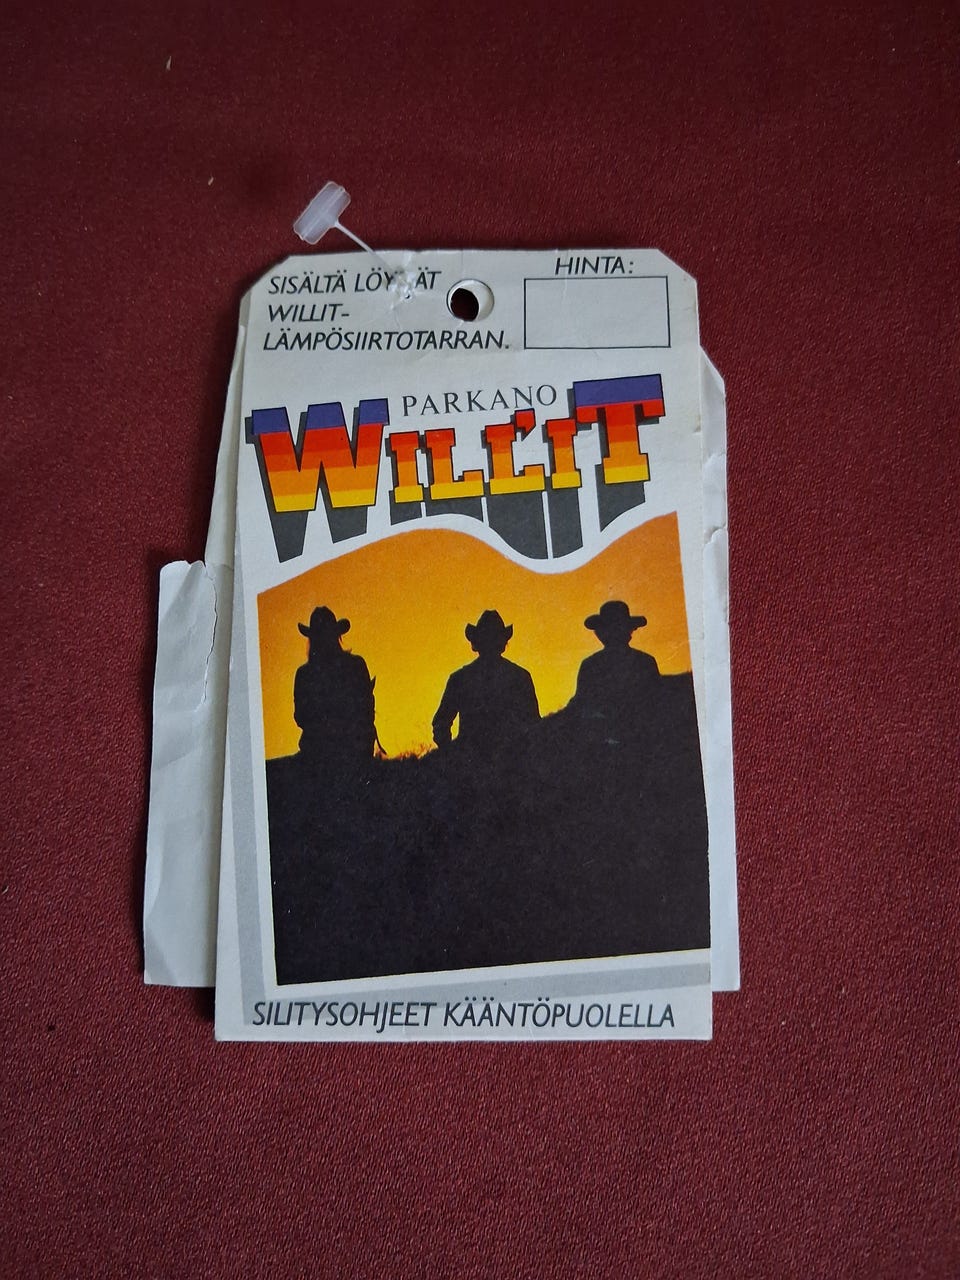 SISÄLTÄ LÖYDÄT
WILLIT-
LÄMPÖSIIRTOTARRAN.
HINTA:
PARKANO
WILL'IT
SILITYSOHJEET KÄÄNTÖPUOLELLA